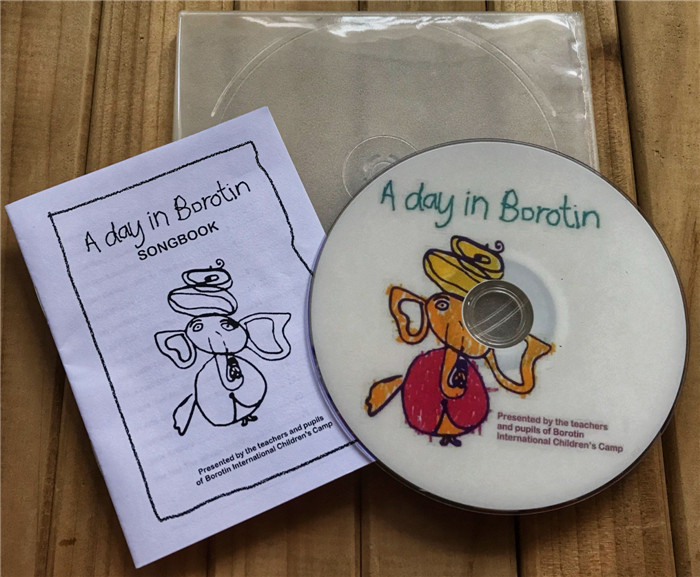 A day in Borotin
SONGBOOK
Presented by the teachers and pupils
of Borotin International Children's Camp
A day in Borotin
Presented by the teachers
and pupils of Borotin
International Children's Camp